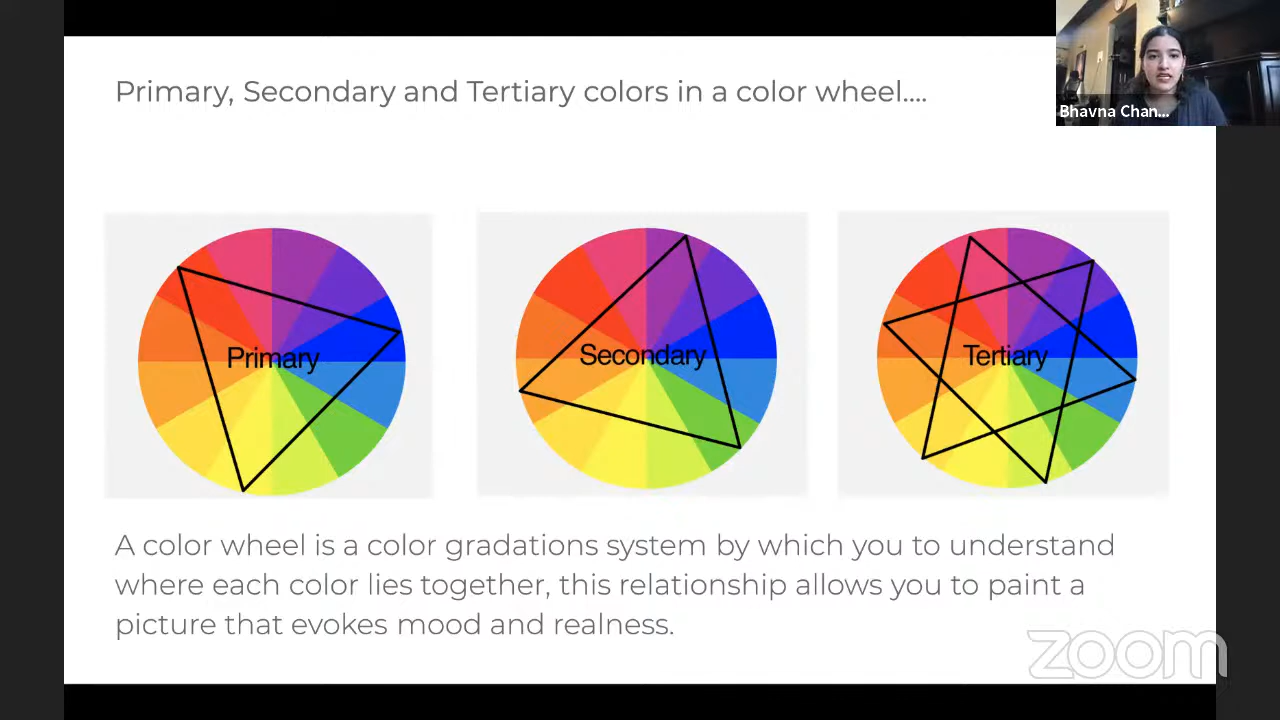 Primary, Secondary and Tertiary colors in a color wheel....
Bhavna Chan...
Primary
Secondary
Tertiary
A color wheel is a color gradations system by which you to understand
where each color lies together, this relationship allows you to paint a
picture that evokes mood and realness.
zoom